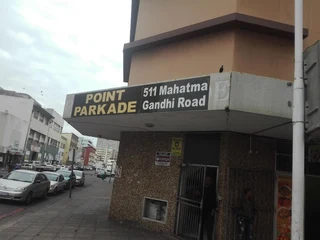 POINT
PARKADE
511 Mahatma
Gandhi Road